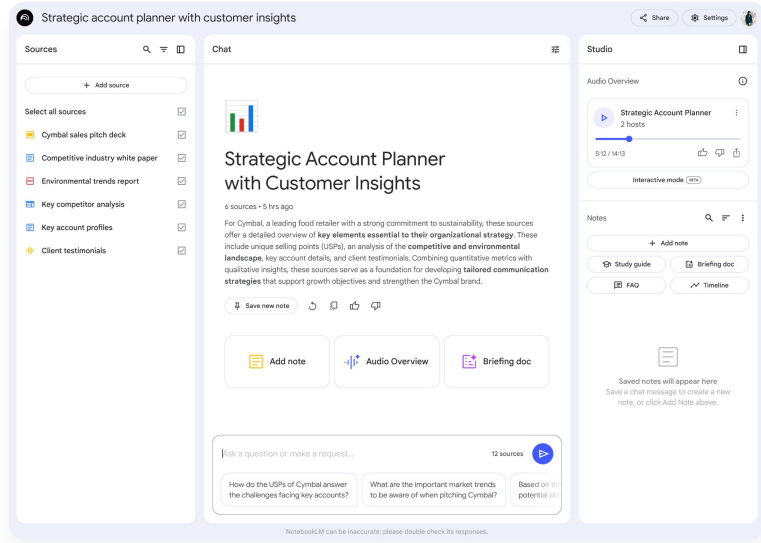 Strategic account planner with customer insights
Share
Settings
Sources
+ Add source
Select all sources
Cymbal sales pitch deck
Competitive industry white paper
Environmental trends report
Key competitor analysis
Key account profiles
Client testimonials
Chat
Strategic Account Planner
with Customer Insights
6 sources • 5 hrs ago
For Cymbal, a leading food retailer with a strong commitment to sustainability, these sources
offer a detailed overview of key elements essential to their organizational strategy. These
include unique selling points (USPs), an analysis of the competitive and environmental
landscape, key account details, and client testimonials. Combining quantitative metrics with
qualitative insights, these sources serve as a foundation for developing tailored communication
strategies that support growth objectives and strengthen the Cymbal brand.
Save new note
Add note
Audio Overview
Briefing doc
Ask a question or make a request...
12 sources
How do the USPs of Cymbal answer
the challenges facing key accounts?
What are the important market trends
to be aware of when pitching Cymbal?
Based on the
potential
Studio
Audio Overview
Strategic Account Planner
2 hosts
5:12 / 14:13
Interactive mode BETA
Notes
+ Add note
Study guide
Briefing doc
FAQ
Timeline
Saved notes will appear here
Save a chat message to create a new
note, or click Add Note above.
NotebookLM can be inaccurate; please double check its responses.